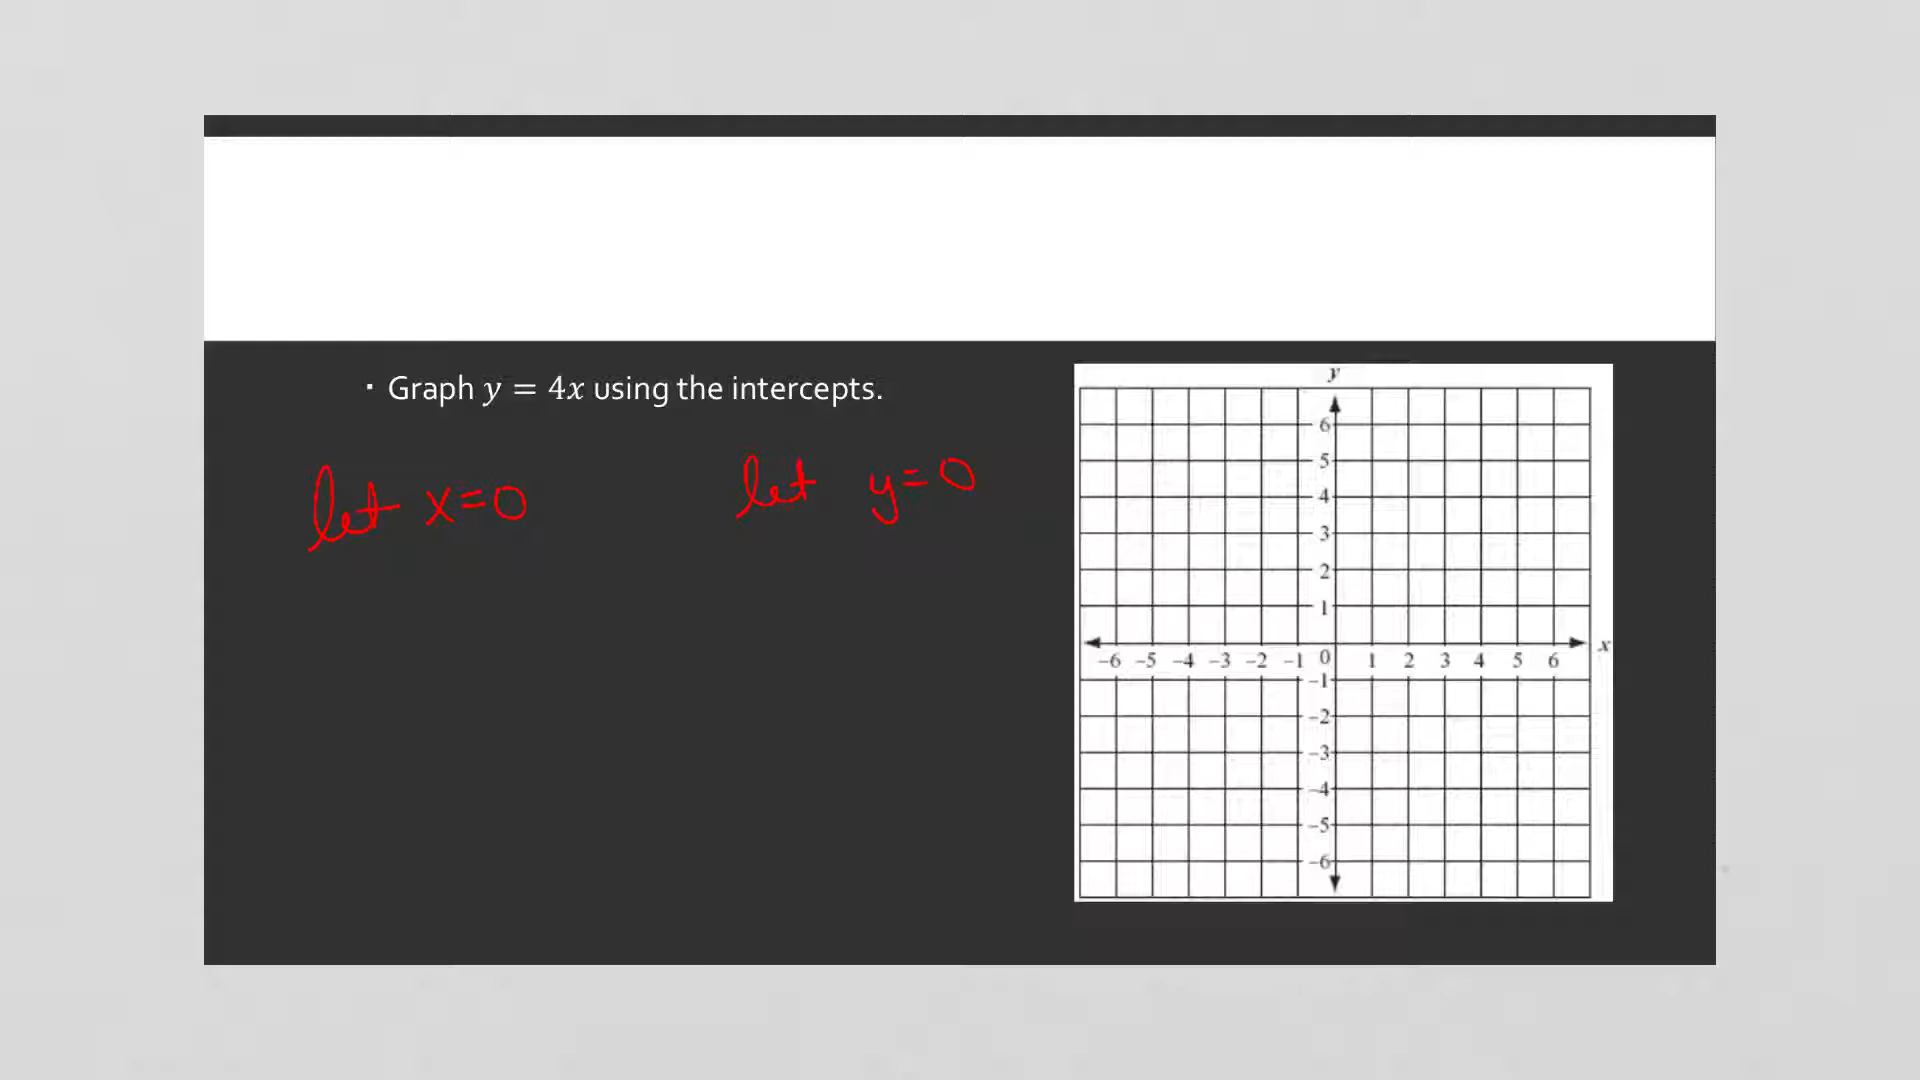 ▪ Graph y = 4x using the intercepts.
let x=0
let y=0
y
6
5
4
3
2
1
–6 –5 –4 –3 –2 –1 0 1 2 3 4 5 6 x
–1
–2
–3
–4
–5
–6